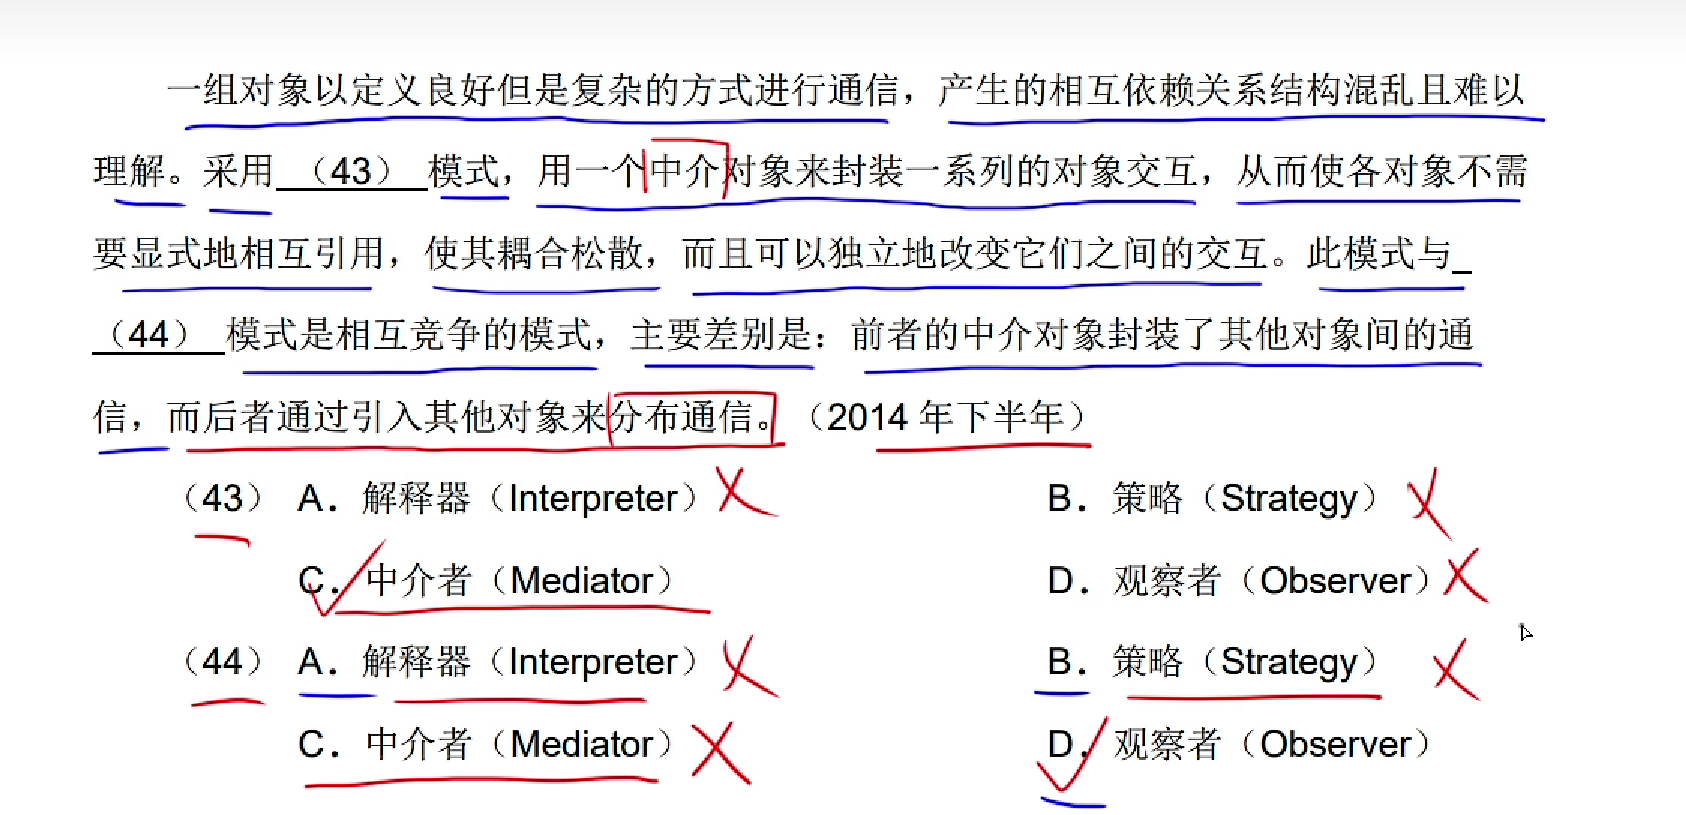 一组对象以定义良好但是复杂的方式进行通信，产生的相互依赖关系结构混乱且难以
理解。采用 （43） 模式，用一个中介对象来封装一系列的对象交互，从而使各对象不需
要显式地相互引用，使其耦合松散，而且可以独立地改变它们之间的交互。此模式与_
（44） 模式是相互竞争的模式，主要差别是：前者的中介对象封装了其他对象间的通
信，而后者通过引入其他对象来分布通信。（2014 年下半年）
（43） A．解释器（Interpreter） B．策略（Strategy）
C．中介者（Mediator） D．观察者（Observer）
（44） A．解释器（Interpreter） B．策略（Strategy）
C．中介者（Mediator） D．观察者（Observer）